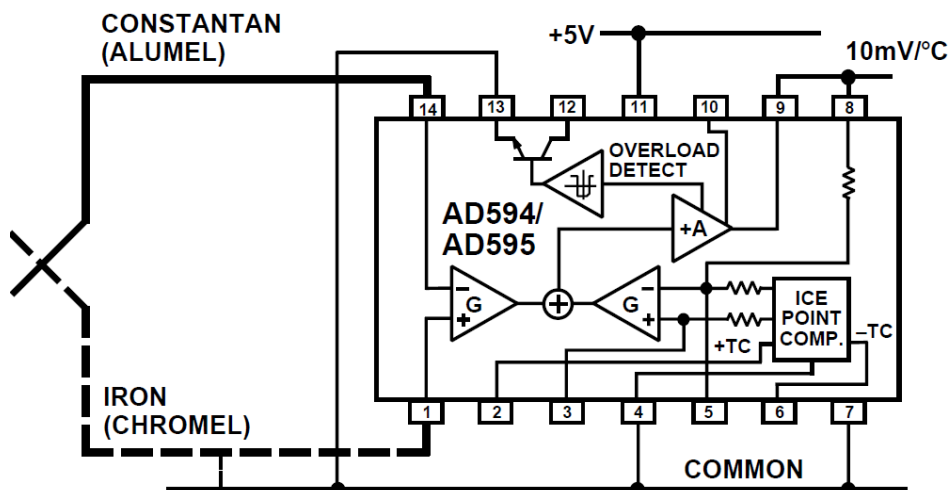 CONSTANTAN
(ALUMEL)
+5V
10mV/°C
14
13
12
11
10
9
8
OVERLOAD
DETECT
AD594/
AD595
+A
–
G
+
+
–
G
+
ICE
POINT
COMP.
–TC
+TC
IRON
(CHROMEL)
1
2
3
4
5
6
7
COMMON